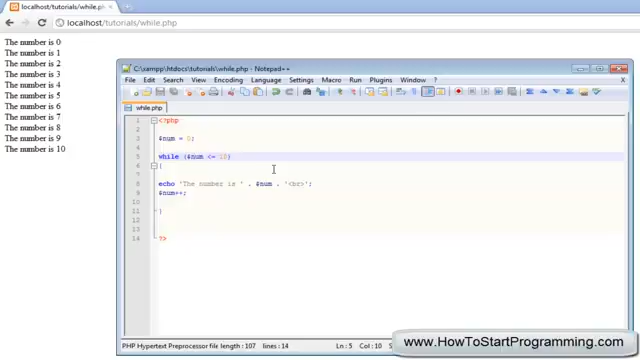 localhost/tutorials/while.ph
localhost/tutorials/while.php
The number is 0
The number is 1
The number is 2
The number is 3
The number is 4
The number is 5
The number is 6
The number is 7
The number is 8
The number is 9
The number is 10
C:\xampp\htdocs\tutorials\while.php - Notepad++
File Edit Search View Encoding Language Settings Macro Run Plugins Window ?
while.php
1 <?php
2
3 $num = 0;
4
5 while ($num <= 10)
6 {
7
8 echo 'The number is ' . $num . '<br>';
9 $num++;
10
11 }
12
13
14 ?>
PHP Hypertext Preprocessor file length : 107 lines : 14 Ln : 5 Col : 10 Sel : 0
www.HowToStartProgramming.com